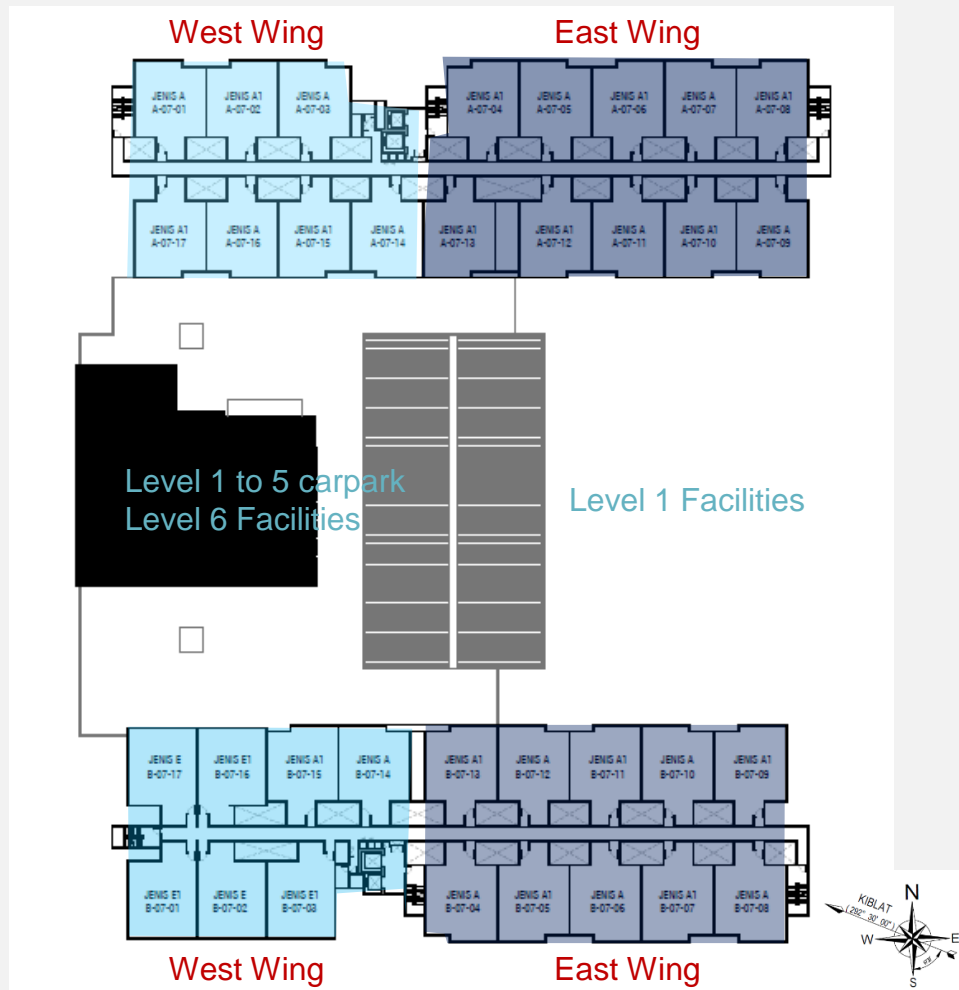 West Wing
East Wing
JENIS A
A-07-01
JENIS A1
A-07-02
JENIS A
A-07-03
JENIS A1
A-07-04
JENIS A
A-07-05
JENIS A1
A-07-06
JENIS A
A-07-07
JENIS A1
A-07-08
JENIS A1
A-07-17
JENIS A
A-07-16
JENIS A1
A-07-15
JENIS A
A-07-14
JENIS A1
A-07-13
JENIS A1
A-07-12
JENIS A
A-07-11
JENIS A1
A-07-10
JENIS A
A-07-09
Level 1 to 5 carpark
Level 6 Facilities
Level 1 Facilities
JENIS E
B-07-17
JENIS E1
B-07-16
JENIS A1
B-07-15
JENIS A
B-07-14
JENIS A1
B-07-13
JENIS A
B-07-12
JENIS A1
B-07-11
JENIS A
B-07-10
JENIS A1
B-07-09
JENIS E1
B-07-01
JENIS E
B-07-02
JENIS E1
B-07-03
JENIS A
B-07-04
JENIS A1
B-07-05
JENIS A
B-07-06
JENIS A1
B-07-07
JENIS A
B-07-08
West Wing
East Wing
KIBLAT
(292° 30' 00")
N
W
E
S